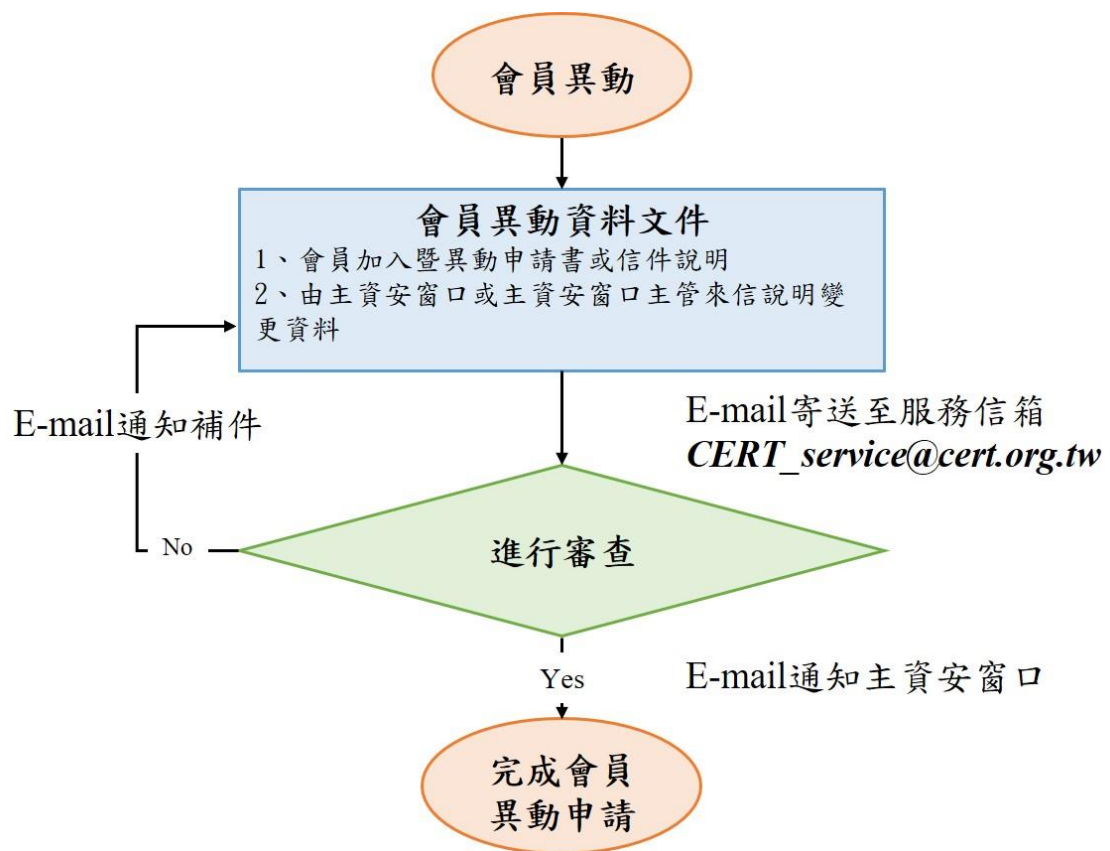 會員異動
會員異動資料文件
1、會員加入暨異動申請書或信件說明
2、由主資安窗口或主資安窗口主管來信說明變
更資料
E-mail通知補件
E-mail寄送至服務信箱
CERT_service@cert.org.tw
No
進行審查
Yes
E-mail通知主資安窗口
完成會員
異動申請